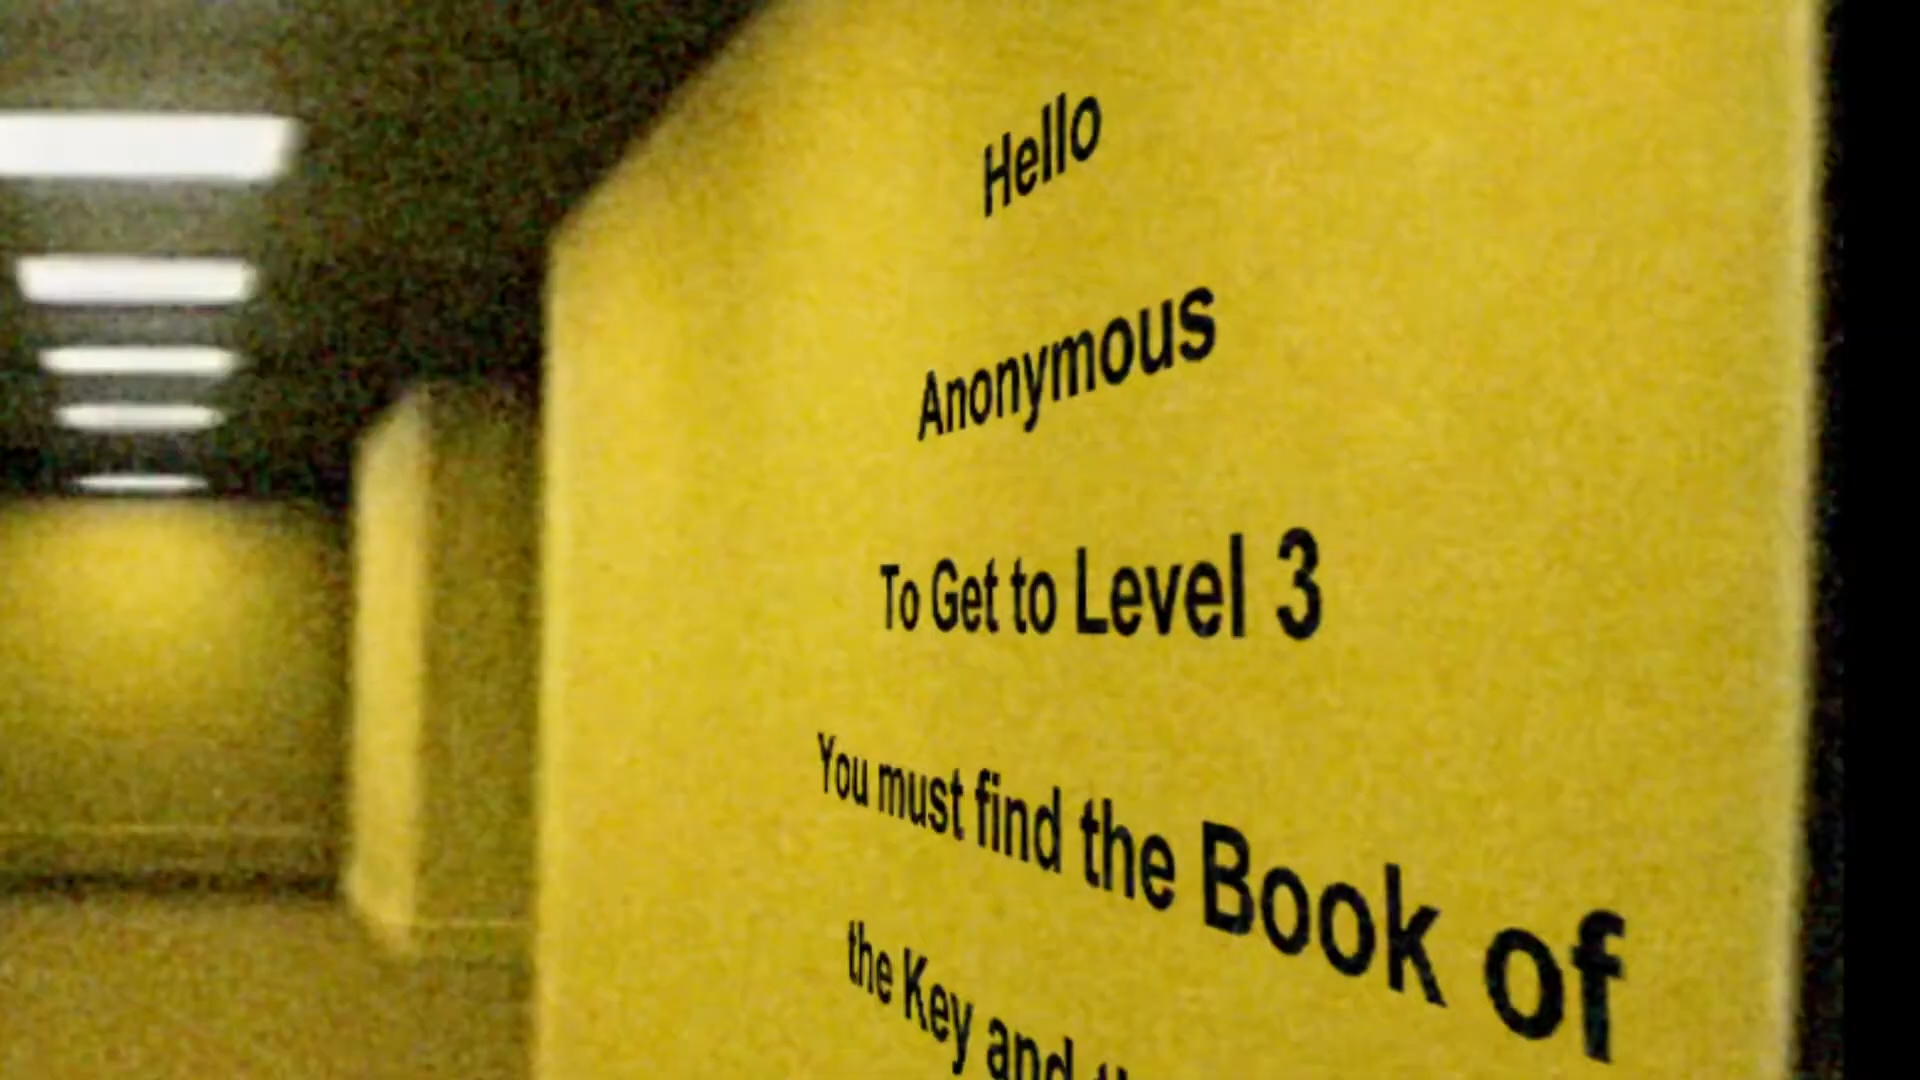 Hello
Anonymous
To Get to Level 3
You must find the Book of
the Key and